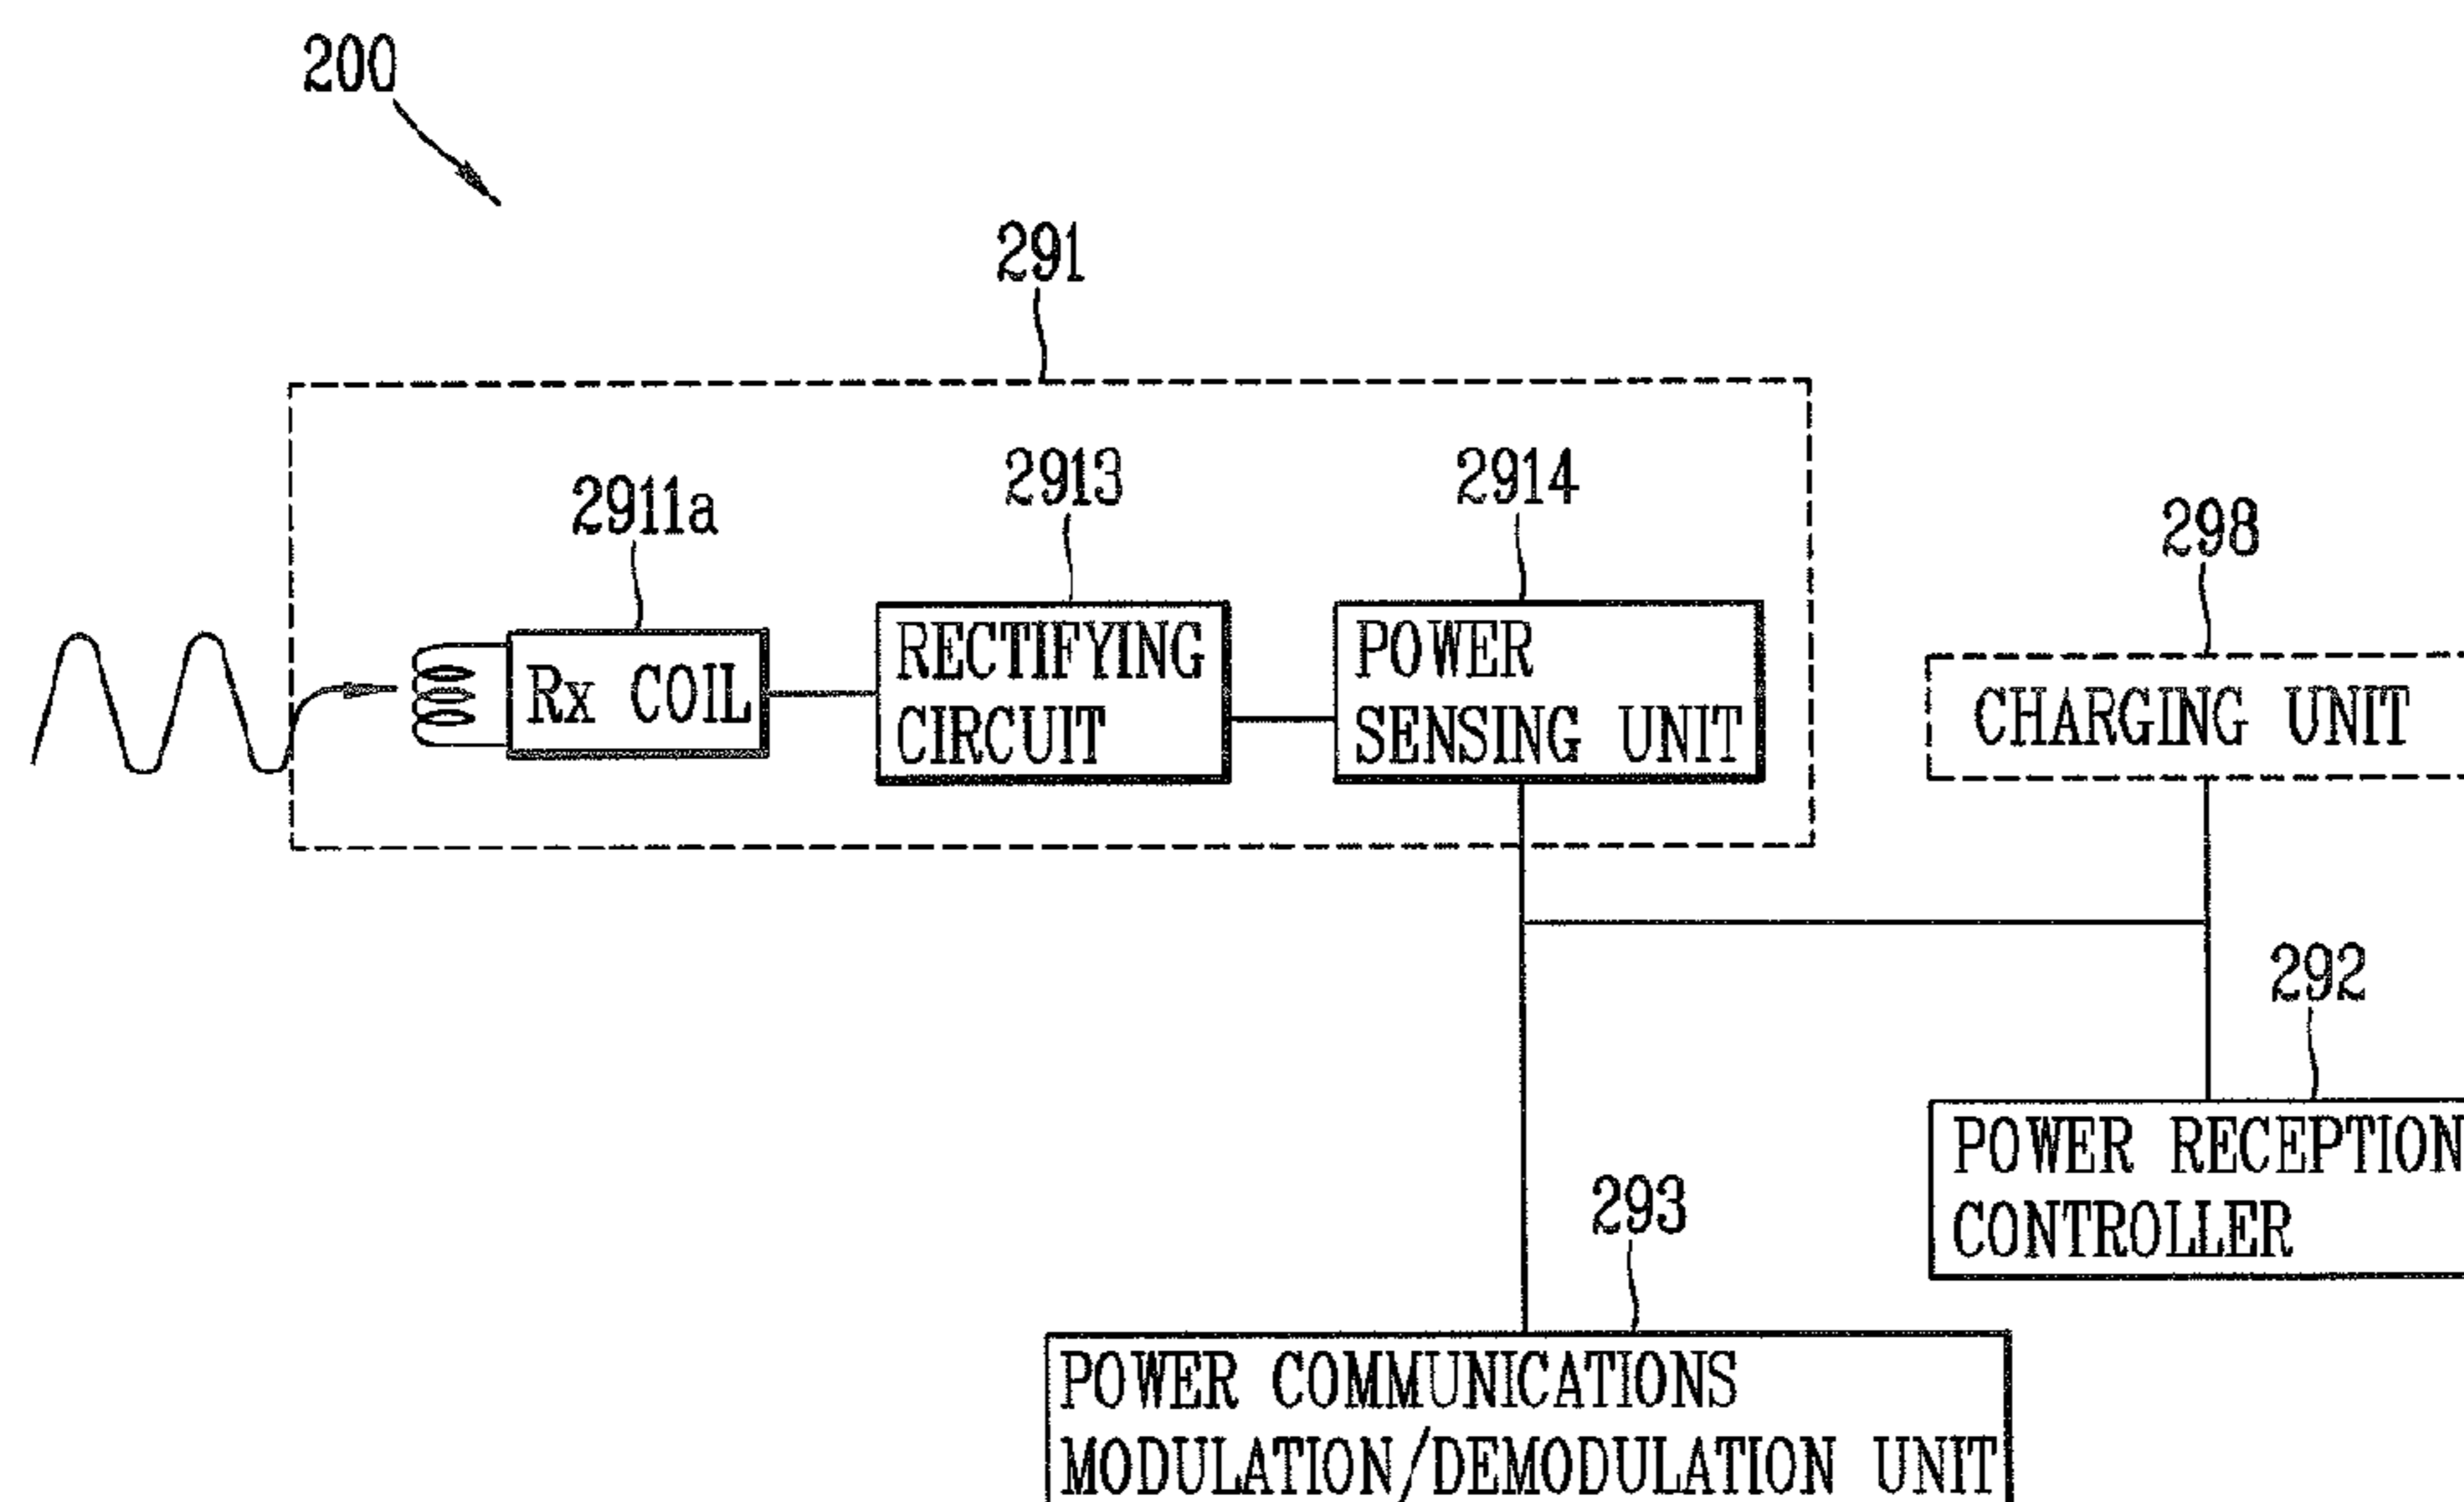 200
291
2911a
2913
2914
298
Rx COIL
RECTIFYING
CIRCUIT
POWER
SENSING UNIT
CHARGING UNIT
292
POWER RECEPTION
CONTROLLER
293
POWER COMMUNICATIONS
MODULATION/DEMODULATION UNIT